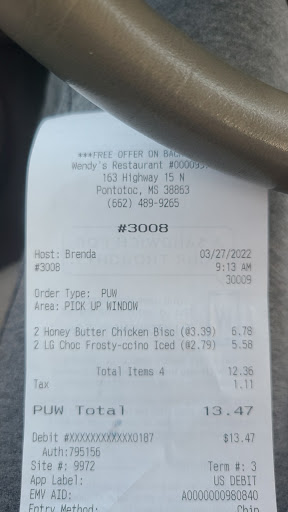 ***FREE OFFER ON BAC
Wendy's Restaurant #00009
163 Highway 15 N
Pontotoc, MS 38863
(662) 489-9265
#3008
Host: Brenda 03/27/2022
#3008 9:13 AM
30009
Order Type: PUW
Area: PICK UP WINDOW
2 Honey Butter Chicken Bisc (@3.39) 6.78
2 LG Choc Frosty-ccino Iced (@2.79) 5.58
Total Items 4 12.36
Tax 1.11
PUW Total 13.47
Debit #XXXXXXXXXXXX0187 $13.47
Auth:795156
Site #: 9972 Term #: 3
App Label: US DEBIT
EMV AID: A0000000980840
Entry Method: Chip